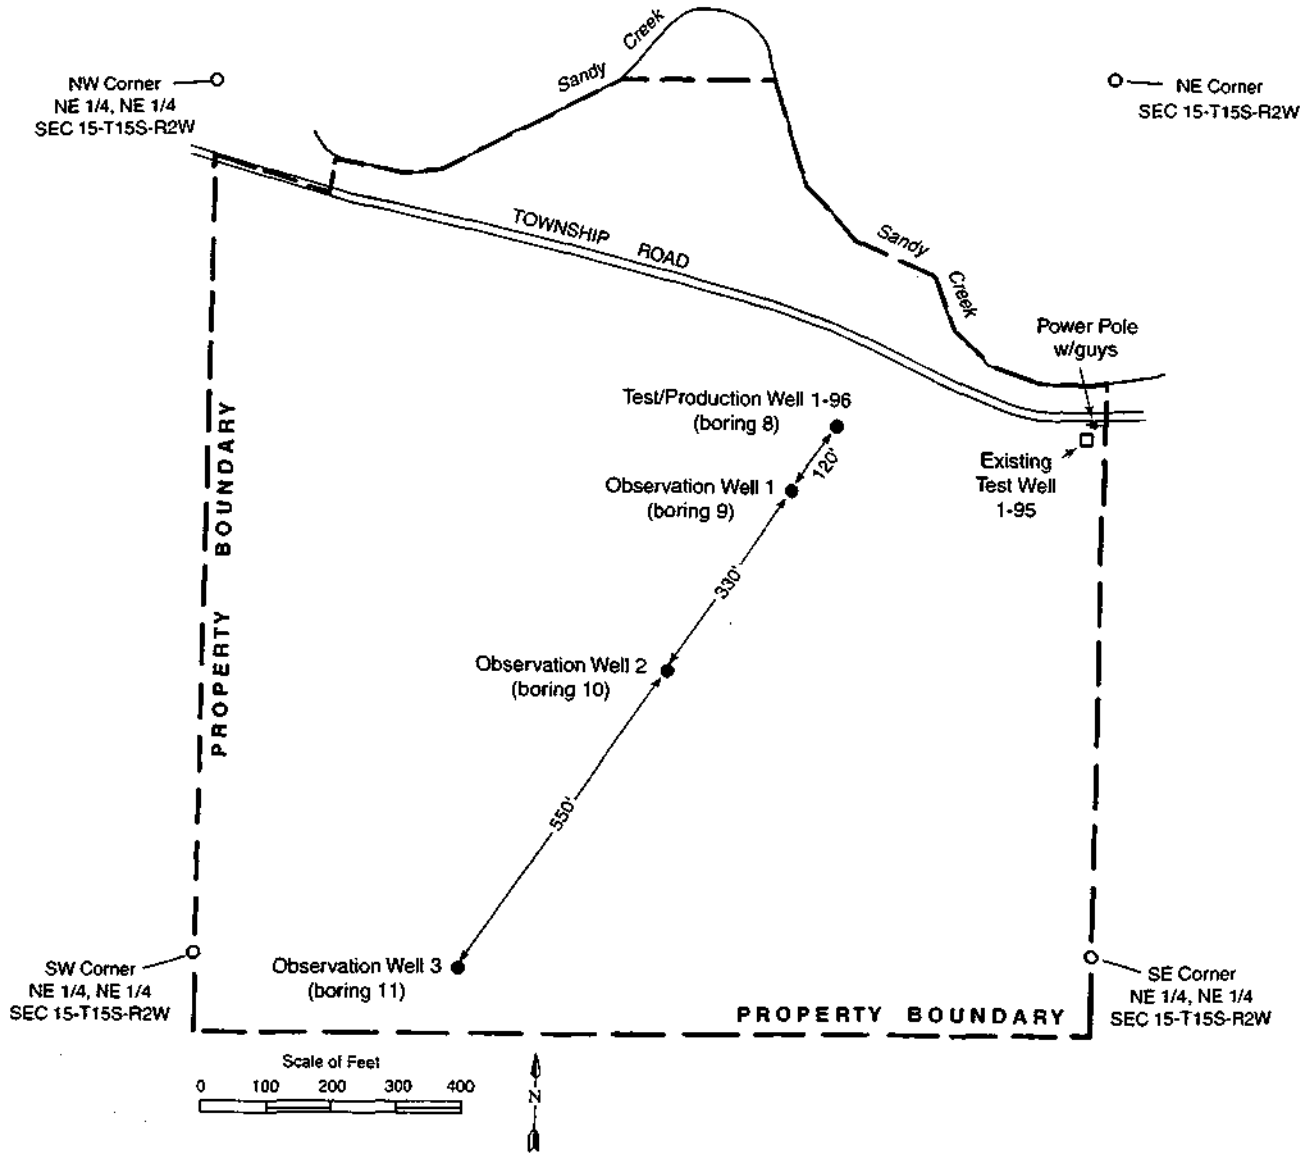 Sandy Creek
NW Corner
NE 1/4, NE 1/4
SEC 15-T15S-R2W
NE Corner
SEC 15-T15S-R2W
TOWNSHIP ROAD
Sandy Creek
Power Pole
w/guys
Test/Production Well 1-96
(boring 8)
120'
Existing
Test Well
1-95
Observation Well 1
(boring 9)
330'
PROPERTY BOUNDARY
Observation Well 2
(boring 10)
550'
Observation Well 3
(boring 11)
SW Corner
NE 1/4, NE 1/4
SEC 15-T15S-R2W
SE Corner
NE 1/4, NE 1/4
SEC 15-T15S-R2W
PROPERTY BOUNDARY
Scale of Feet
0 100 200 300 400
N